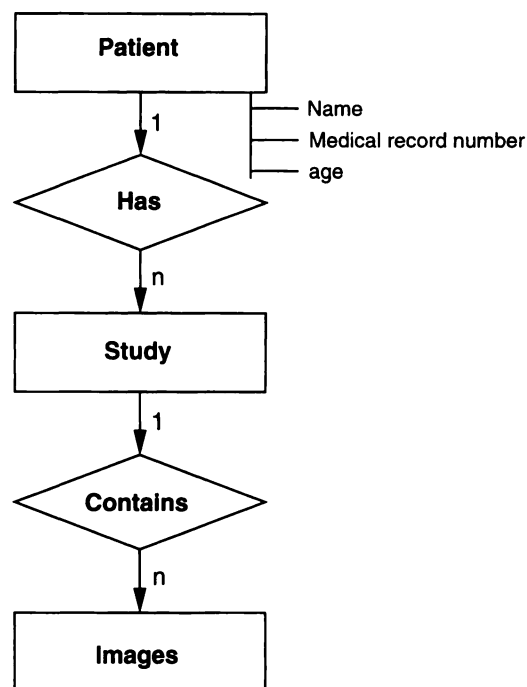 Patient
Name
1
Medical record number
age
Has
n
Study
1
Contains
n
Images